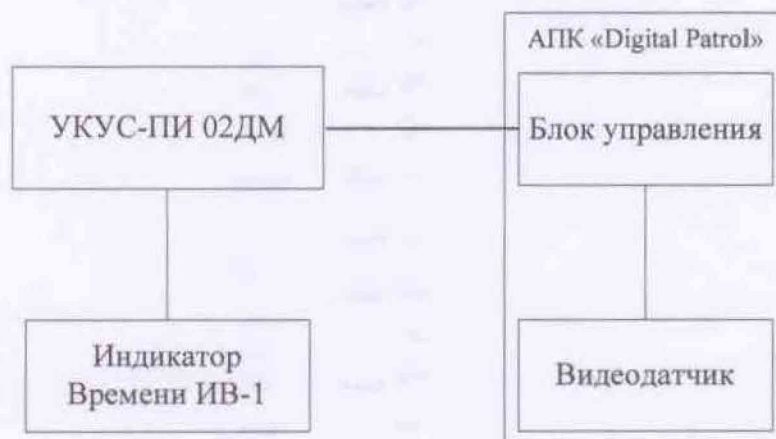 АПК «Digital Patrol»
УКУС-ПИ 02ДМ
Блок управления
Индикатор
Времени ИВ-1
Видеодатчик